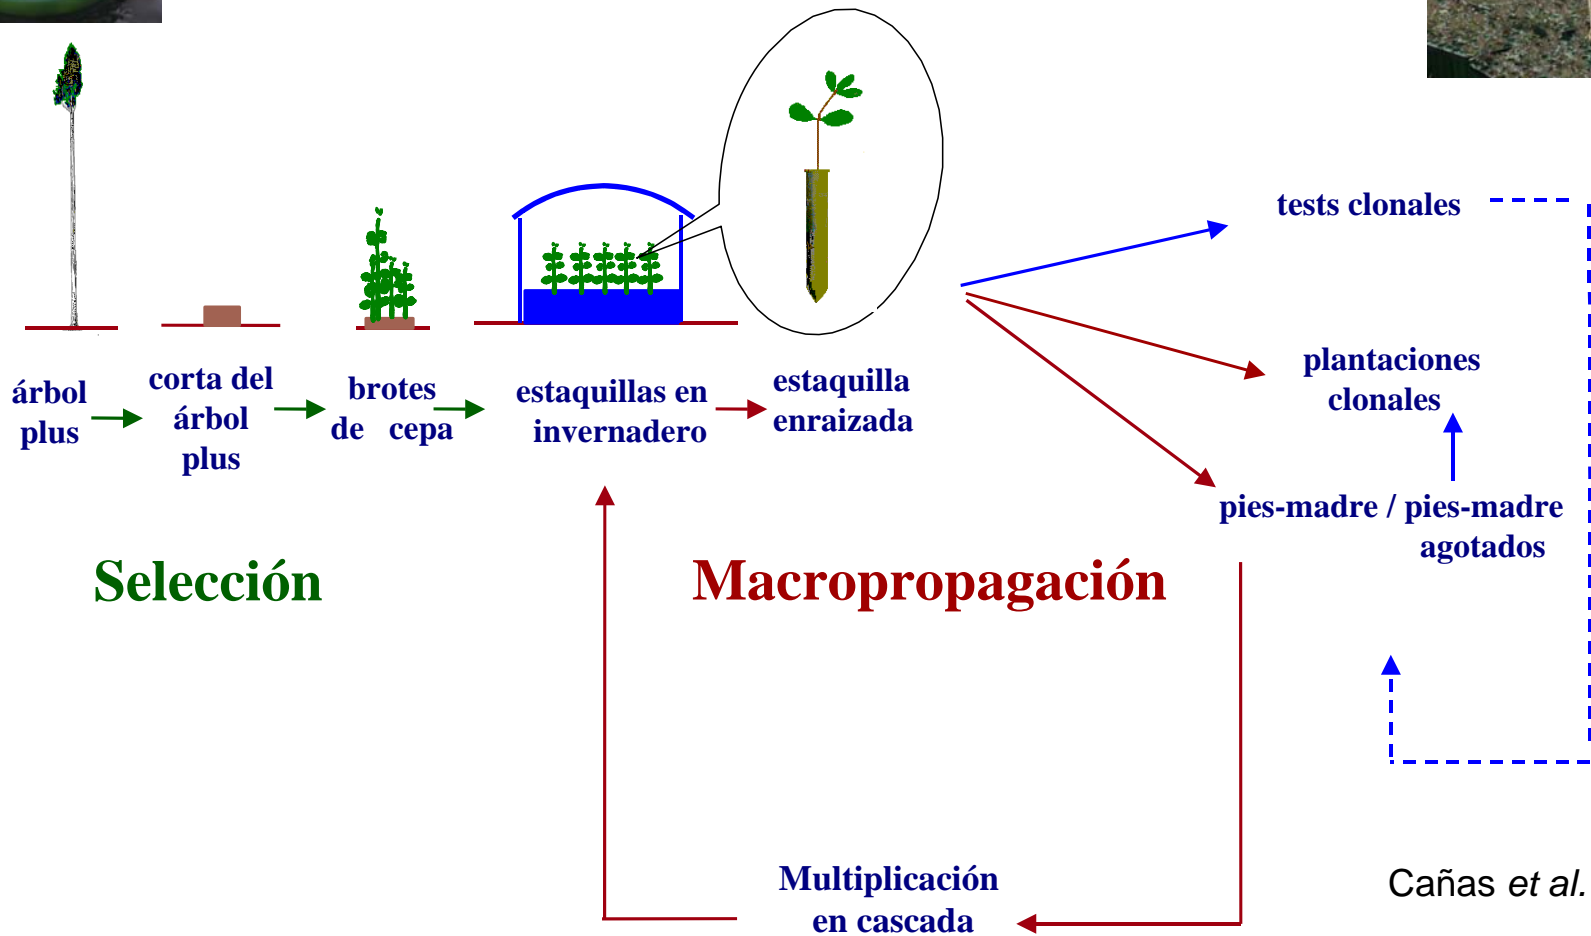 tests clonales
árbol
plus
corta del
árbol
plus
brotes
de cepa
estaquillas en
invernadero
estaquilla
enraizada
plantaciones
clonales
pies-madre / pies-madre
agotados
Selección
Macropropagación
Multiplicación
en cascada
Cañas et al.